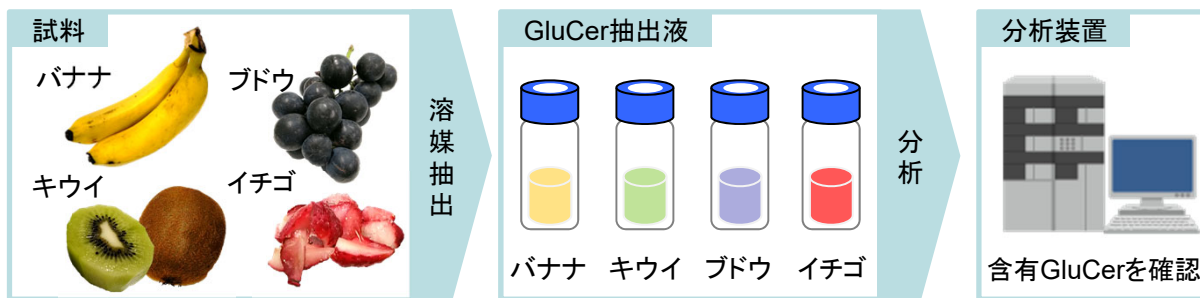 試料
バナナ
ブドウ
キウイ
イチゴ
溶媒抽出
GluCer抽出液
バナナ
キウイ
ブドウ
イチゴ
分析
分析装置
含有GluCerを確認